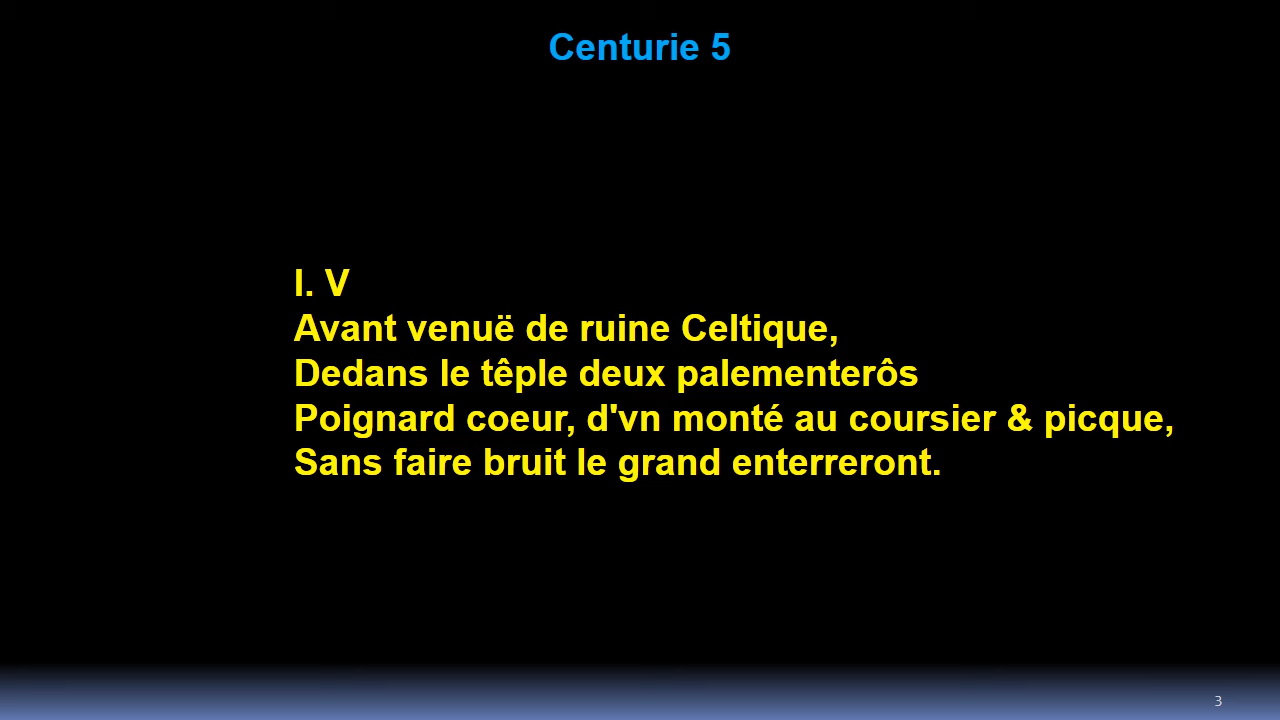 Centurie 5
I. V
Avant venuë de ruine Celtique,
Dedans le têple deux palementerôs
Poignard coeur, d'vn monté au coursier & picque,
Sans faire bruit le grand enterreront.
3